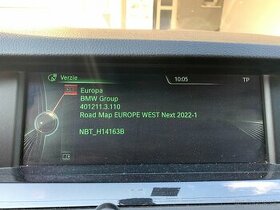 Verzie
10:05
TP
Europa
BMW Group
401211.3.110
Road Map EUROPE WEST Next 2022-1
NBT_H14163B